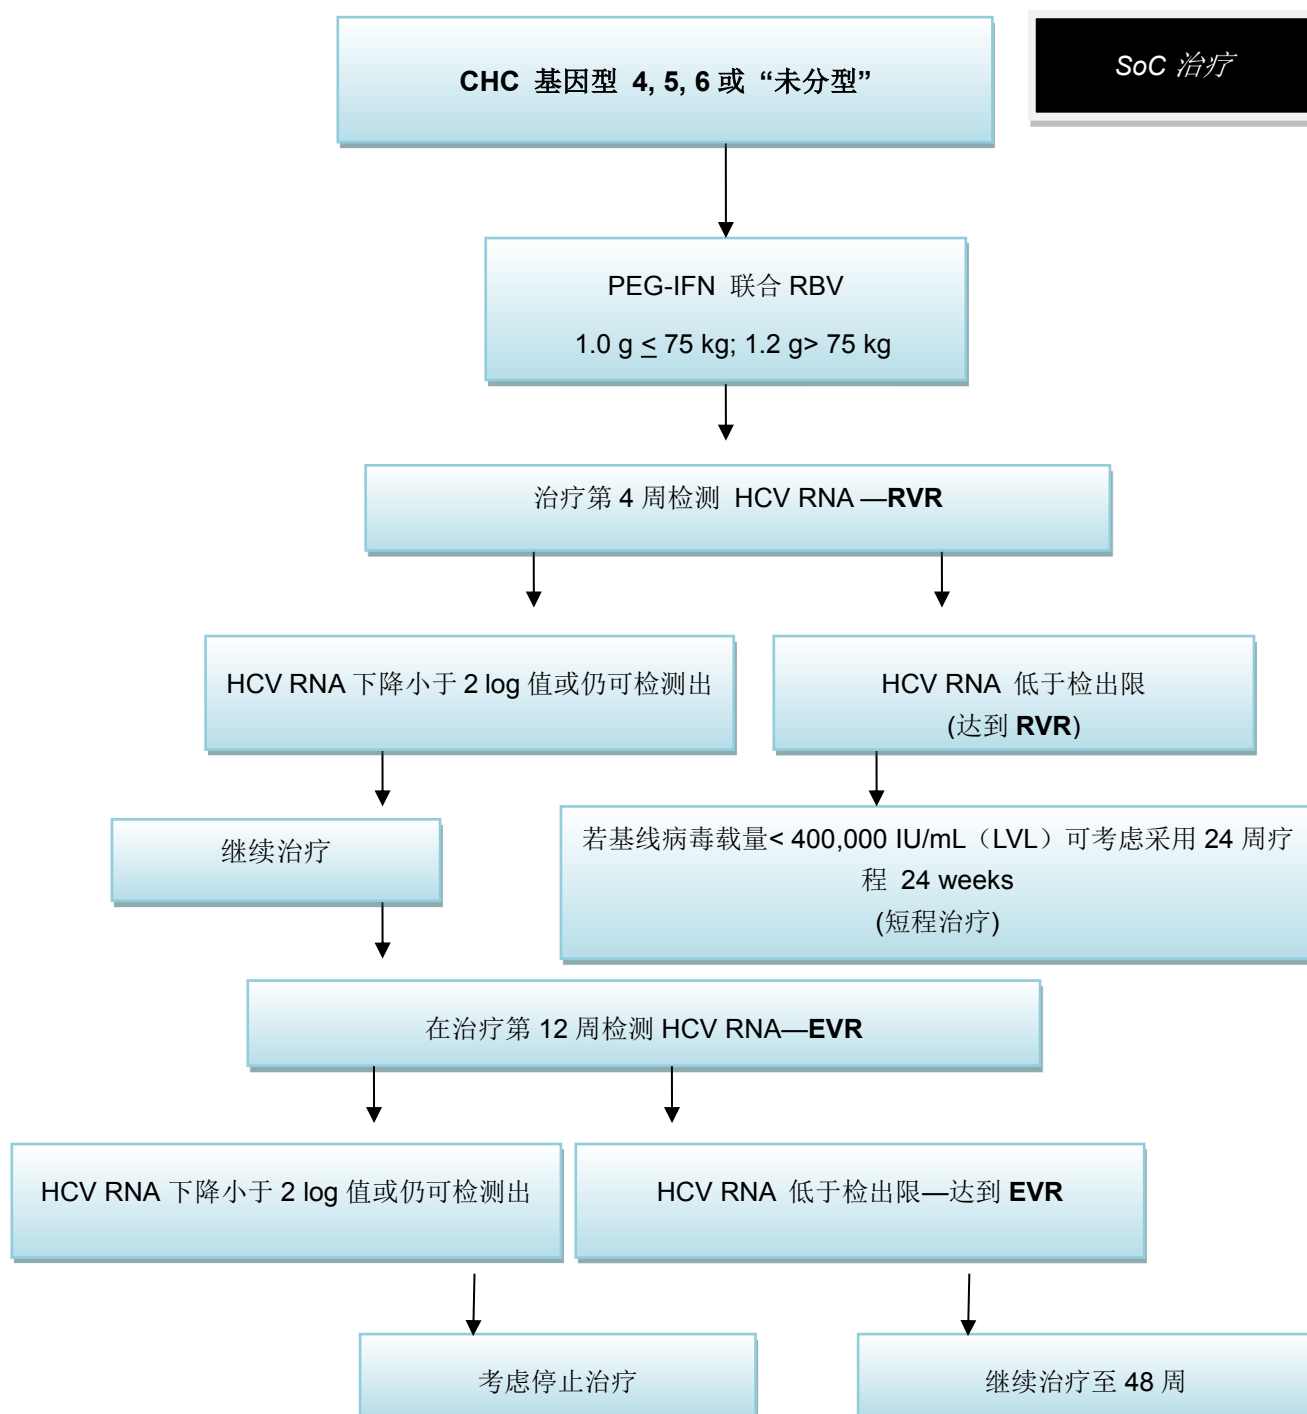 CHC 基因型 4, 5, 6 或 “未分型”
SoC 治疗
PEG-IFN 联合 RBV
1.0 g ≤ 75 kg; 1.2 g> 75 kg
治疗第 4 周检测 HCV RNA —RVR
HCV RNA 下降小于 2 log 值或仍可检测出
HCV RNA 低于检出限
(达到 RVR)
继续治疗
若基线病毒载量< 400,000 IU/mL（LVL）可考虑采用 24 周疗
程 24 weeks
(短程治疗)
在治疗第 12 周检测 HCV RNA—EVR
HCV RNA 下降小于 2 log 值或仍可检测出
HCV RNA 低于检出限—达到 EVR
考虑停止治疗
继续治疗至 48 周